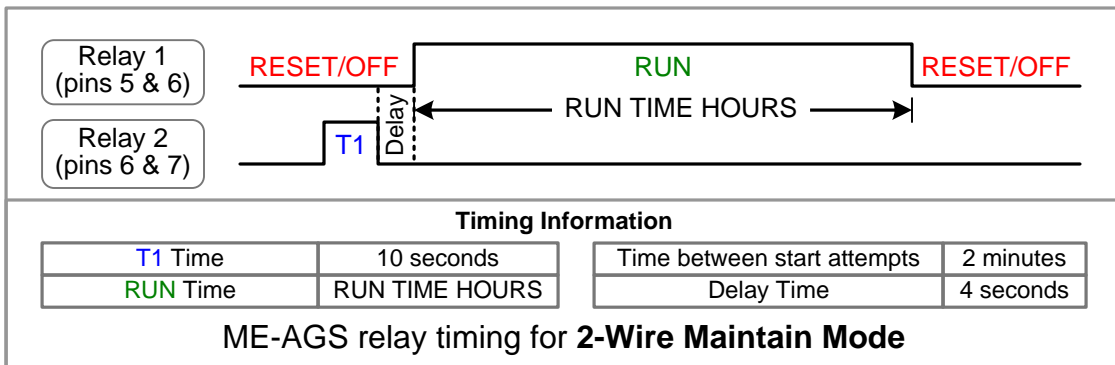 Relay 1
(pins 5 & 6)
RESET/OFF
RUN
RESET/OFF
Delay
RUN TIME HOURS
Relay 2
(pins 6 & 7)
T1
Timing Information
T1 Time 10 seconds Time between start attempts 2 minutes
RUN Time RUN TIME HOURS Delay Time 4 seconds
ME-AGS relay timing for 2-Wire Maintain Mode